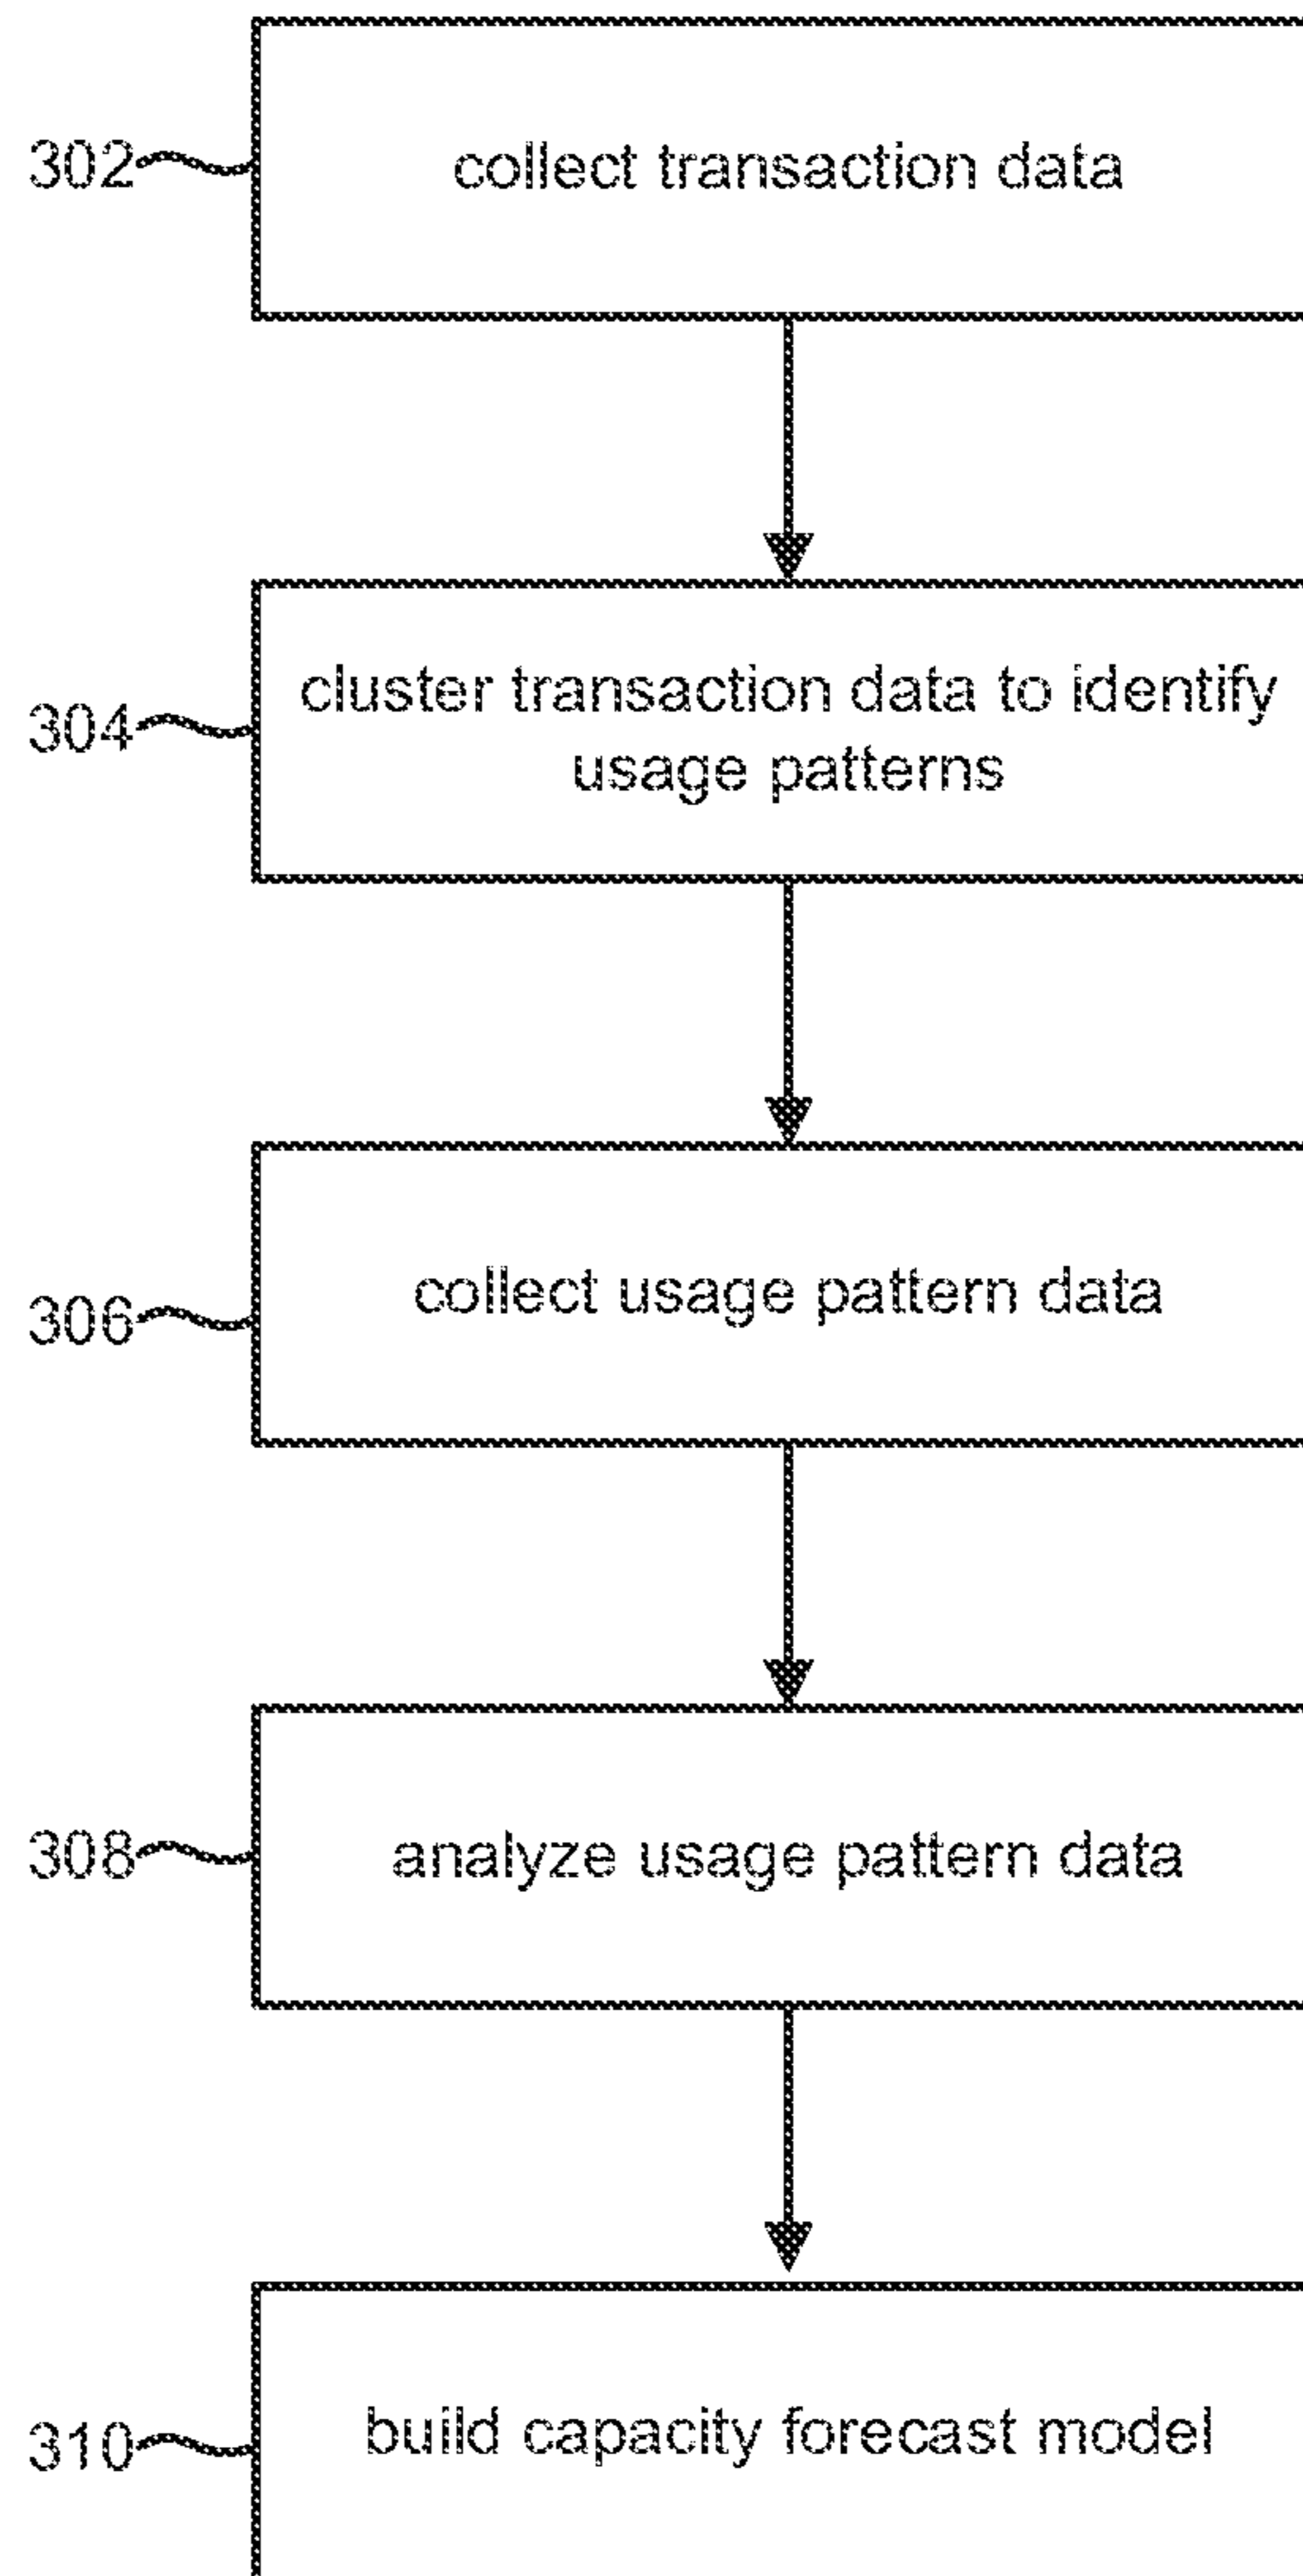 302
collect transaction data
304
cluster transaction data to identify
usage patterns
306
collect usage pattern data
308
analyze usage pattern data
310
build capacity forecast model